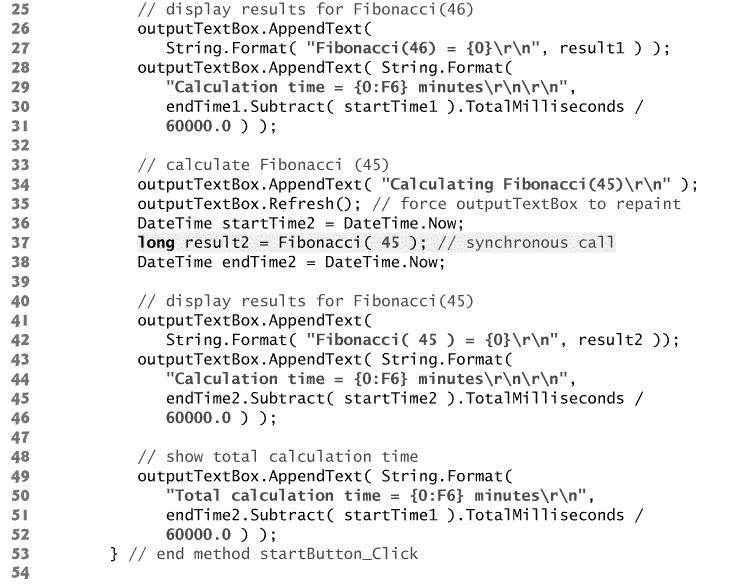 25 // display results for Fibonacci(46)
26 outputTextBox.AppendText(
27 String.Format( "Fibonacci(46) = {0}\r\n", result1 ) );
28 outputTextBox.AppendText( String.Format(
29 "Calculation time = {0:F6} minutes\r\n\r\n",
30 endTime1.Subtract( startTime1 ).TotalMilliseconds /
31 60000.0 ) );
32
33 // calculate Fibonacci (45)
34 outputTextBox.AppendText( "Calculating Fibonacci(45)\r\n" );
35 outputTextBox.Refresh(); // force outputTextBox to repaint
36 DateTime startTime2 = DateTime.Now;
37 long result2 = Fibonacci( 45 ); // synchronous call
38 DateTime endTime2 = DateTime.Now;
39
40 // display results for Fibonacci(45)
41 outputTextBox.AppendText(
42 String.Format( "Fibonacci( 45 ) = {0}\r\n", result2 ));
43 outputTextBox.AppendText( String.Format(
44 "Calculation time = {0:F6} minutes\r\n\r\n",
45 endTime2.Subtract( startTime2 ).TotalMilliseconds /
46 60000.0 ) );
47
48 // show total calculation time
49 outputTextBox.AppendText( String.Format(
50 "Total calculation time = {0:F6} minutes\r\n",
51 endTime2.Subtract( startTime1 ).TotalMilliseconds /
52 60000.0 ) );
53 } // end method startButton_Click
54